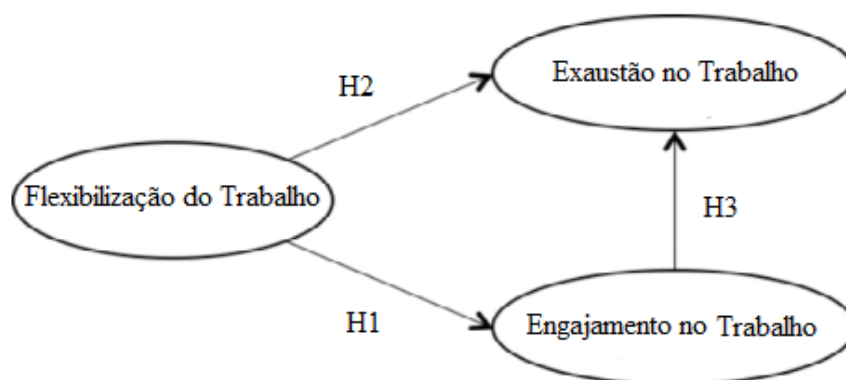 Exaustão no Trabalho
H2
Flexibilização do Trabalho
H3
H1
Engajamento no Trabalho